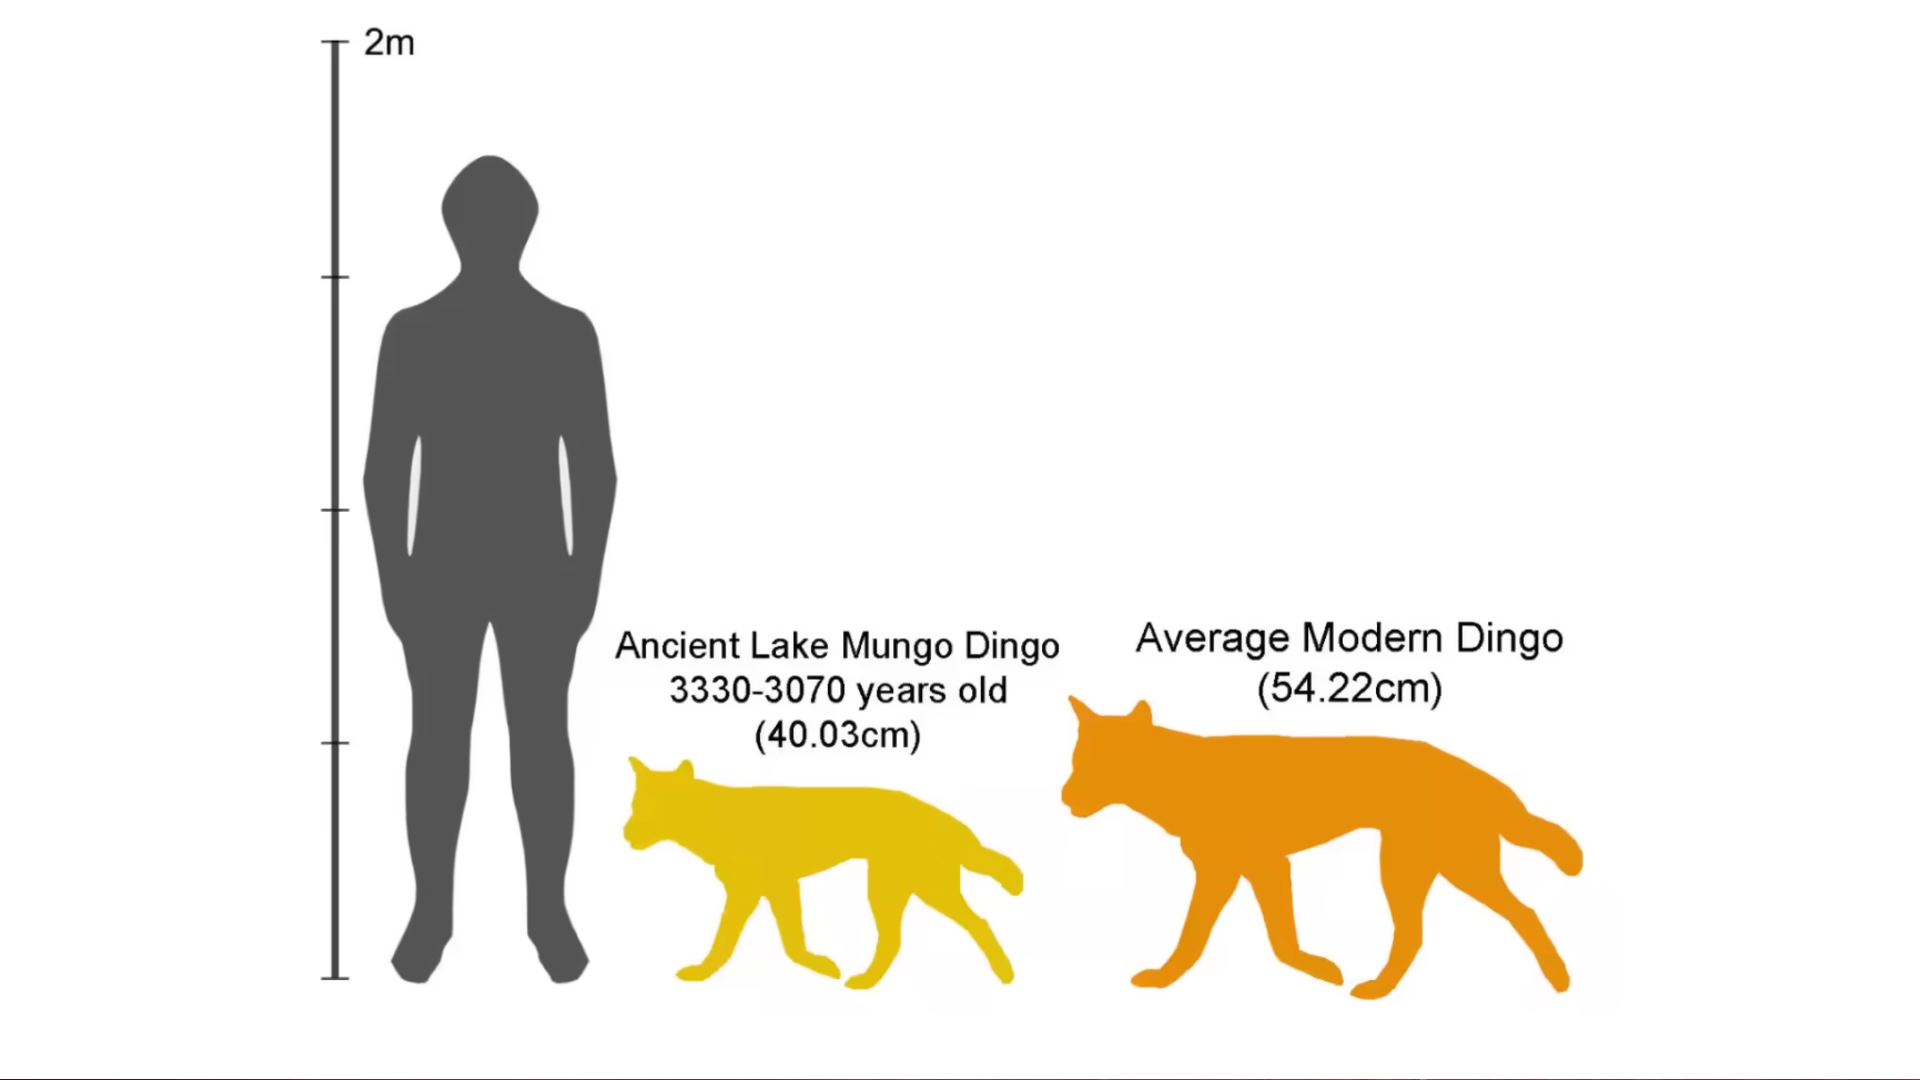 2m
Ancient Lake Mungo Dingo
3330-3070 years old
(40.03cm)
Average Modern Dingo
(54.22cm)